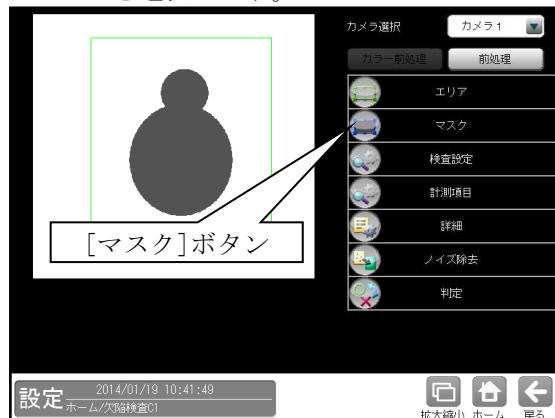 カメラ選択
カメラ1
カラー前処理
前処理
エリア
マスク
検査設定
計測項目
詳細
ノイズ除去
判定
[マスク]ボタン
設定
2014/01/19 10:41:49
ホーム/欠陥検査C1
拡大縮小 ホーム 戻る